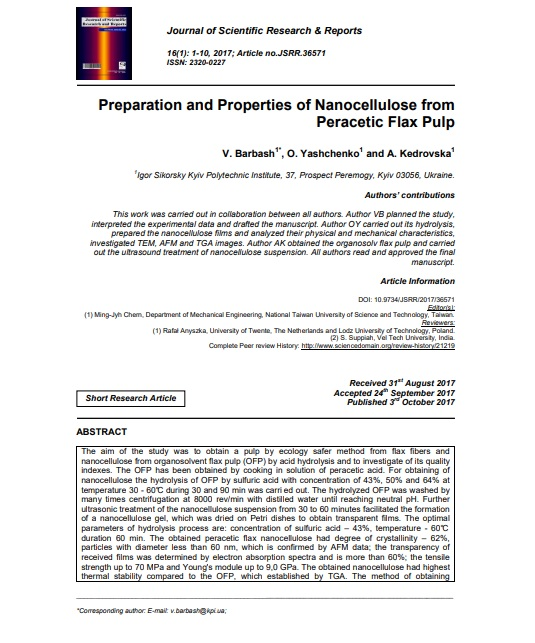 Journal of Scientific
Research and Reports
Journal of Scientific Research & Reports
16(1): 1-10, 2017; Article no.JSRR.36571
ISSN: 2320-0227
Preparation and Properties of Nanocellulose from
Peracetic Flax Pulp
V. Barbash1*, O. Yashchenko1 and A. Kedrovska1
1Igor Sikorsky Kyiv Polytechnic Institute, 37, Prospect Peremogy, Kyiv 03056, Ukraine.
Authors' contributions
This work was carried out in collaboration between all authors. Author VB planned the study,
interpreted the experimental data and drafted the manuscript. Author OY carried out its hydrolysis,
prepared the nanocellulose films and analyzed their physical and mechanical characteristics,
investigated TEM, AFM and TGA images. Author AK obtained the organosolv flax pulp and carried
out the ultrasound treatment of nanocellulose suspension. All authors read and approved the final
manuscript.
Article Information
DOI: 10.9734/JSRR/2017/36571
Editor(s):
(1) Ming-Jyh Chern, Department of Mechanical Engineering, National Taiwan University of Science and Technology, Taiwan.
Reviewers:
(1) Rafał Anyszka, University of Twente, The Netherlands and Lodz University of Technology, Poland.
(2) S. Suppiah, Vel Tech University, India.
Complete Peer review History: http://www.sciencedomain.org/review-history/21219
Received 31st August 2017
Accepted 24th September 2017
Published 3rd October 2017
Short Research Article
ABSTRACT
The aim of the study was to obtain a pulp by ecology safer method from flax fibers and
nanocellulose from organosolvent flax pulp (OFP) by acid hydrolysis and to investigate of its quality
indexes. The OFP has been obtained by cooking in solution of peracetic acid. For obtaining of
nanocellulose the hydrolysis of OFP by sulfuric acid with concentration of 43%, 50% and 64% at
temperature 30 - 60°C during 30 and 90 min was carried out. The hydrolyzed OFP was washed by
many times centrifugation at 8000 rev/min with distilled water until reaching neutral pH. Further
ultrasonic treatment of the nanocellulose suspension from 30 to 60 minutes facilitated the formation
of a nanocellulose gel, which was dried on Petri dishes to obtain transparent films. The optimal
parameters of hydrolysis process are: concentration of sulfuric acid – 43%, temperature - 60°C
duration 60 min. The obtained peracetic flax nanocellulose had degree of crystallinity – 62%,
particles with diameter less than 60 nm, which is confirmed by AFM data; the transparency of
received films was determined by electron absorption spectra and is more than 60%; the tensile
strength up to 70 MPa and Young's module up to 9,0 GPa. The obtained nanocellulose had highest
thermal stability compared to the OFP, which established by TGA. The method of obtaining
*Corresponding author: E-mail: v.barbash@kpi.ua;